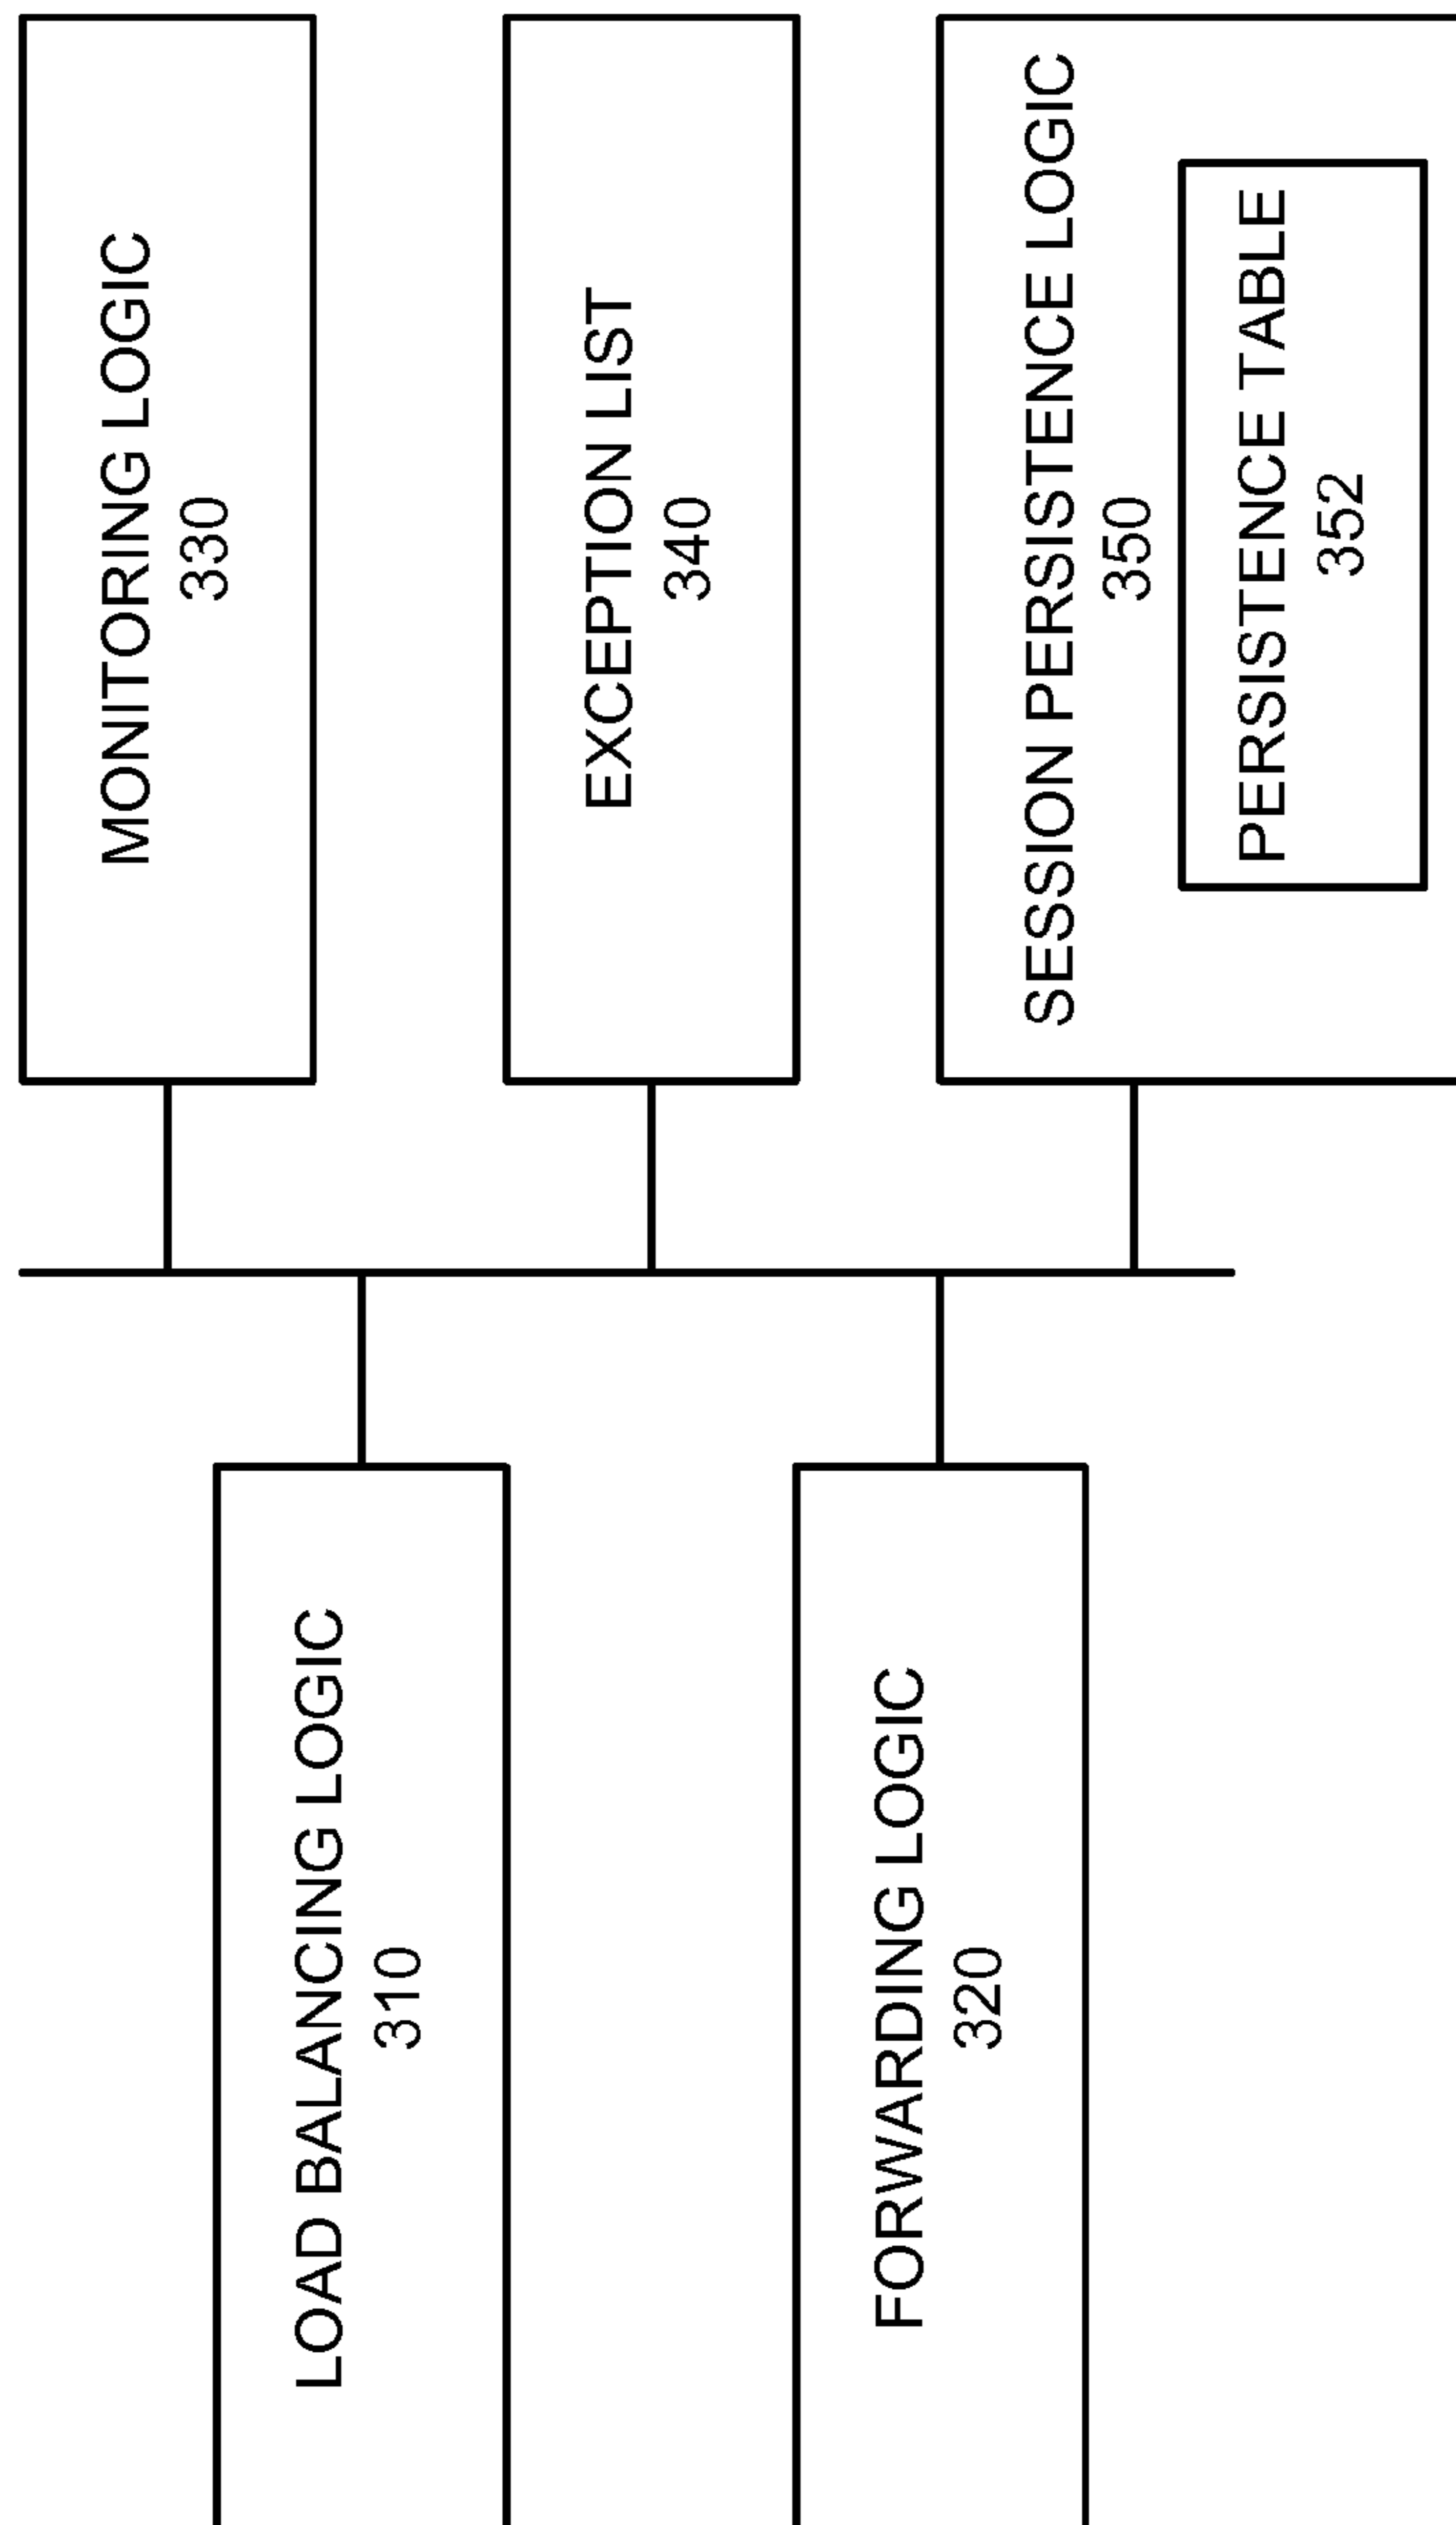 LOAD BALANCING LOGIC
310
FORWARDING LOGIC
320
MONITORING LOGIC
330
EXCEPTION LIST
340
SESSION PERSISTENCE LOGIC
350
PERSISTENCE TABLE
352